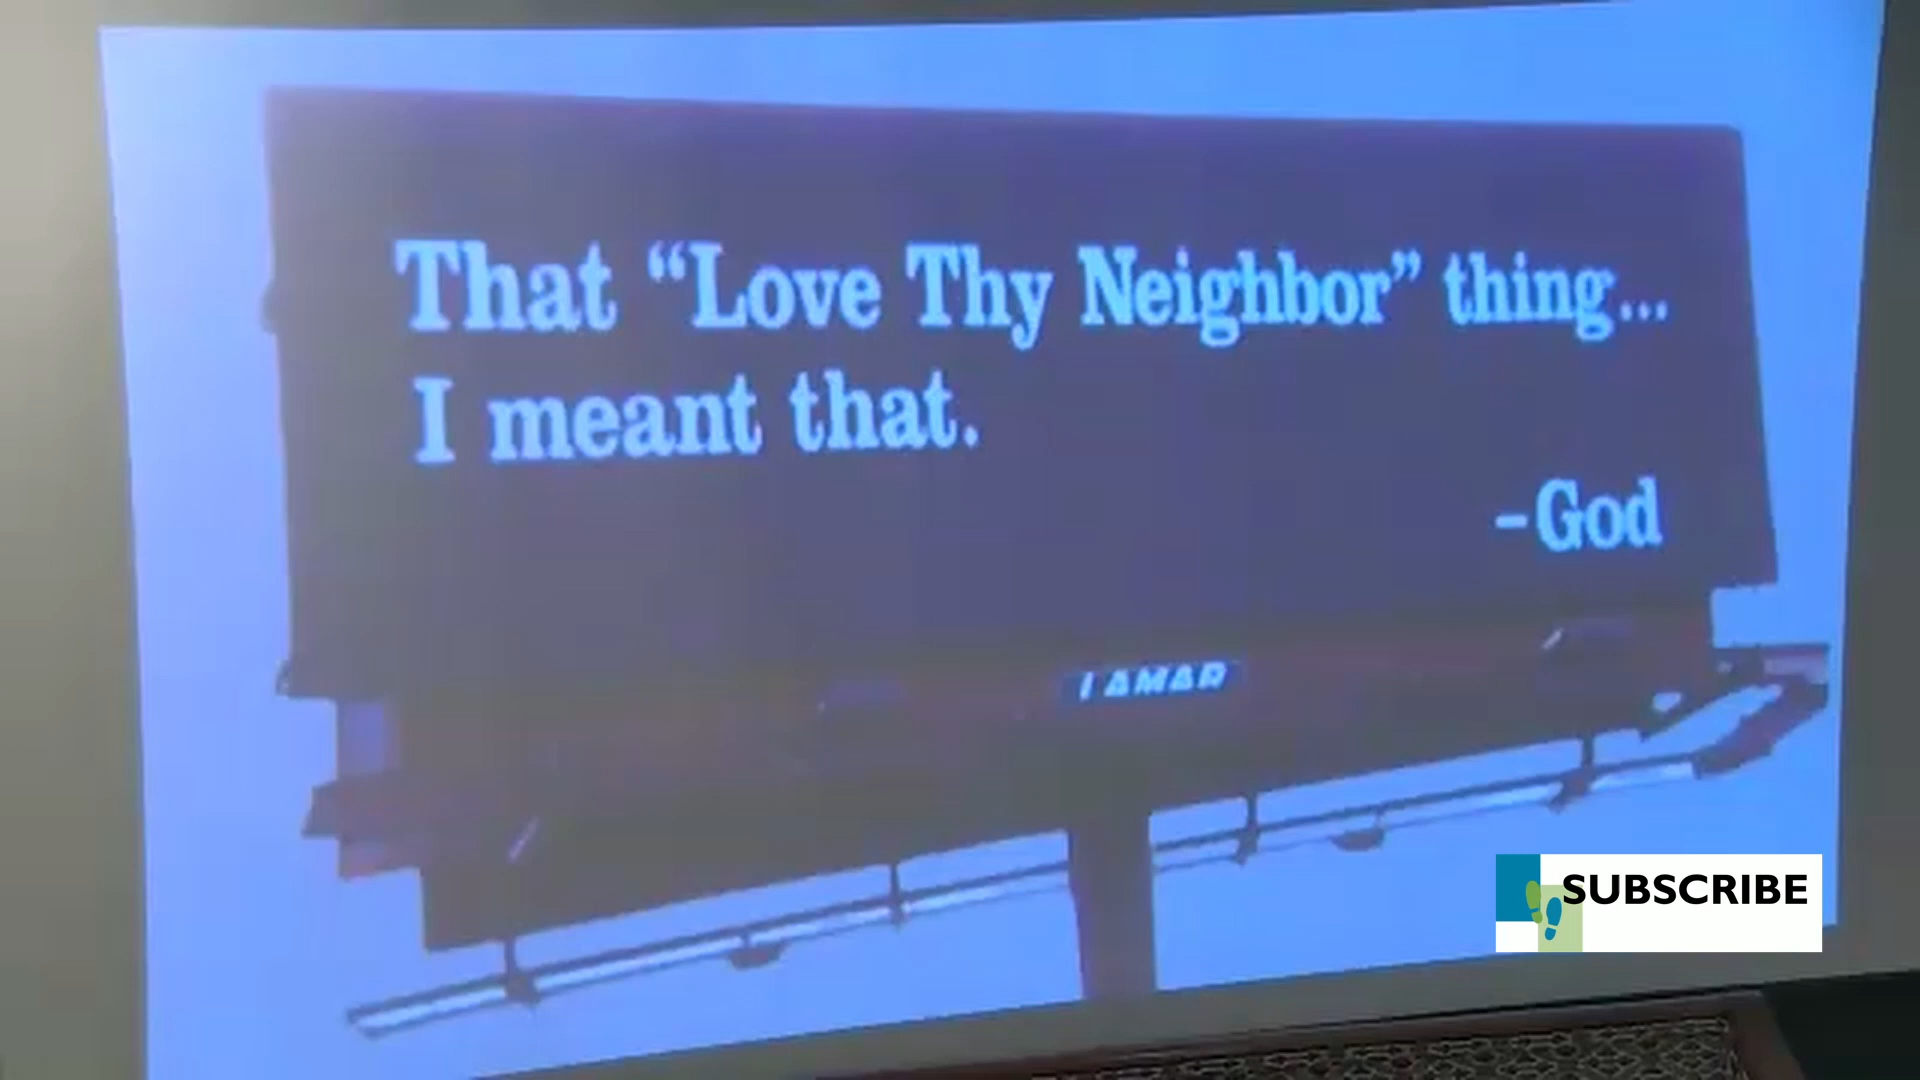 That “Love Thy Neighbor” thing...
I meant that.
-God
LAMAR
SUBSCRIBE